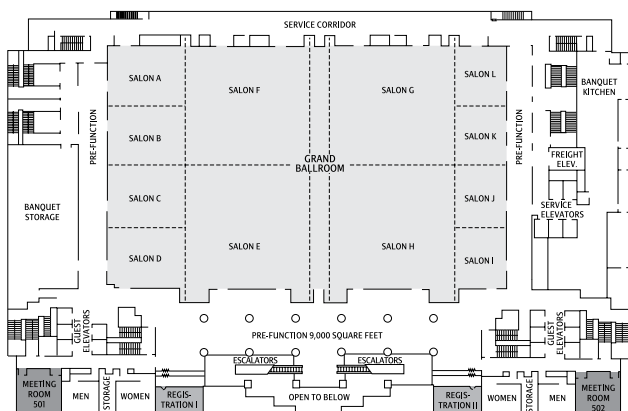 SERVICE CORRIDOR
SALON A
SALON F
SALON G
SALON L
BANQUET
KITCHEN
PRE-FUNCTION
SALON B
SALON K
PRE-FUNCTION
GRAND
BALLROOM
FREIGHT
ELEV.
BANQUET
STORAGE
SALON C
SALON J
SERVICE
ELEVATORS
SALON D
SALON E
SALON H
SALON I
GUEST
ELEVATORS
PRE-FUNCTION 9,000 SQUARE FEET
GUEST
ELEVATORS
ESCALATORS
ESCALATORS
MEETING
ROOM
501
MEN
STORAGE
WOMEN
REGIS-
TRATION I
OPEN TO BELOW
REGIS-
TRATION II
WOMEN
STORAGE
MEN
MEETING
ROOM
502